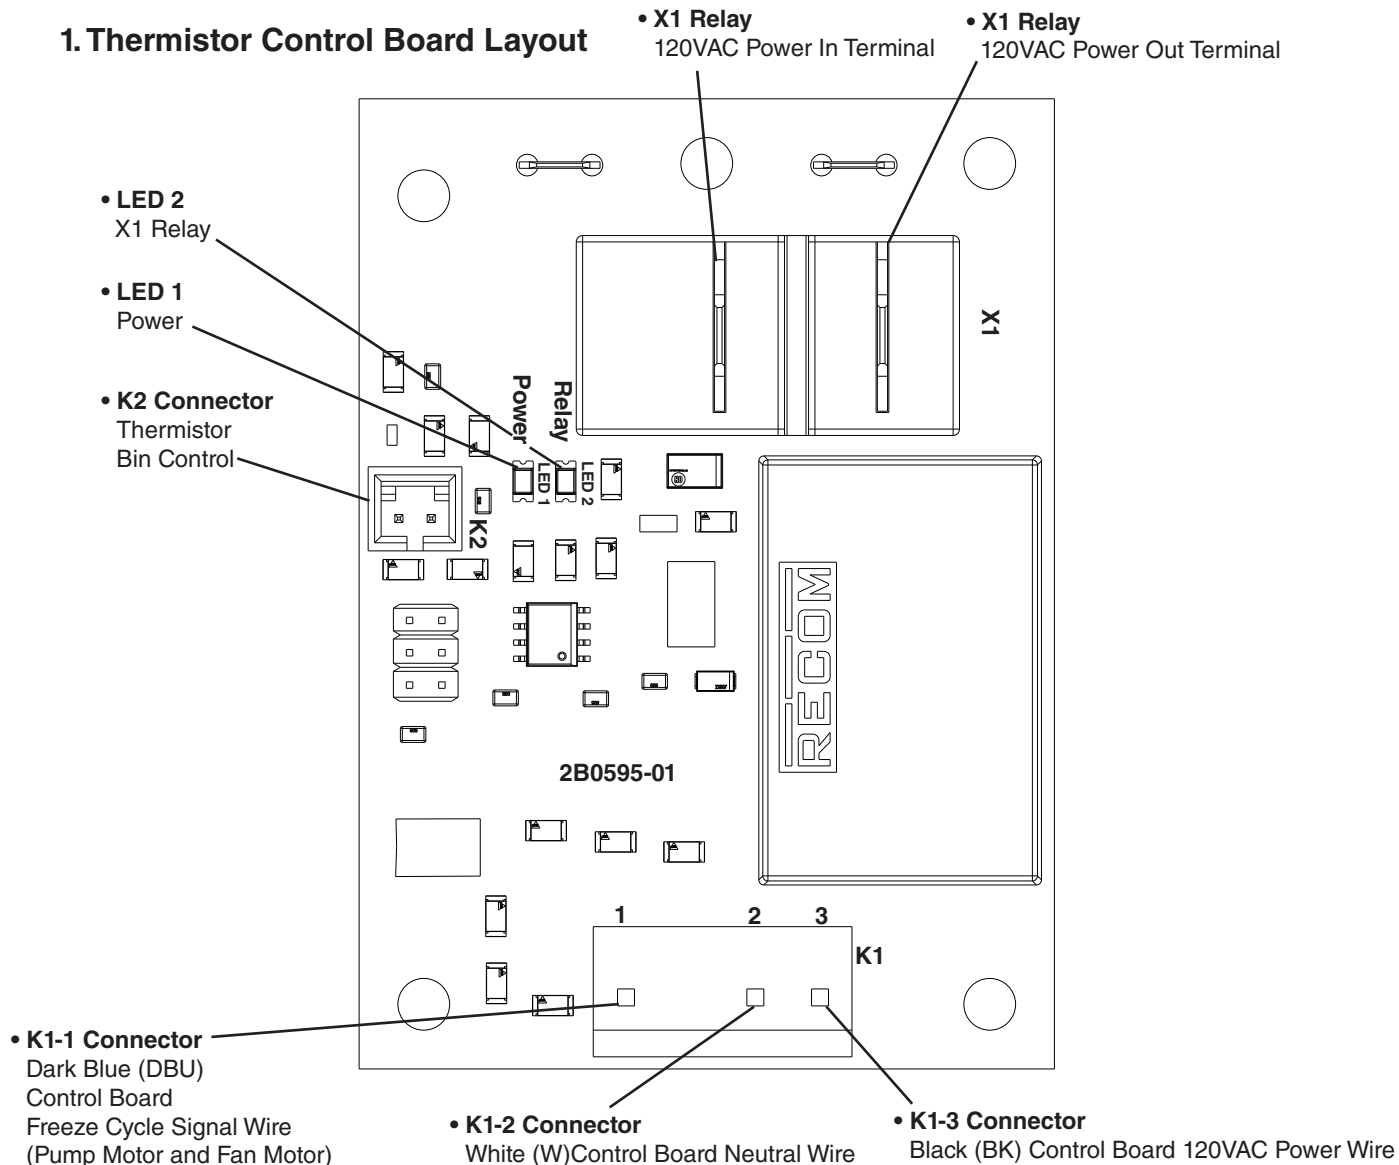 1. Thermistor Control Board Layout
• X1 Relay
120VAC Power In Terminal
• X1 Relay
120VAC Power Out Terminal
• LED 2
X1 Relay
• LED 1
Power
• K2 Connector
Thermistor
Bin Control
X1
Power
Relay
LED 1
LED 2
K2
RECOM
2B0595-01
1 2 3
K1
• K1-1 Connector
Dark Blue (DBU)
Control Board
Freeze Cycle Signal Wire
(Pump Motor and Fan Motor)
• K1-2 Connector
White (W)Control Board Neutral Wire
• K1-3 Connector
Black (BK) Control Board 120VAC Power Wire